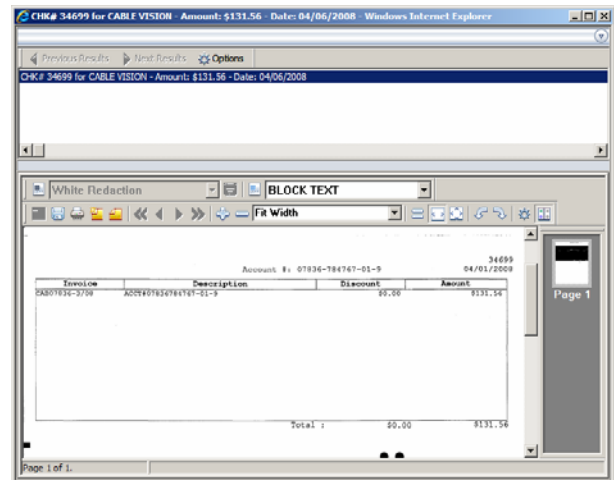 CHK# 34699 for CABLE VISION - Amount: $131.56 - Date: 04/06/2008 - Windows Internet Explorer
Previous Results Next Results Options
CHK# 34699 for CABLE VISION - Amount: $131.56 - Date: 04/06/2008
White Redaction BLOCK TEXT
Fit Width
34699
Account #: 07836-784767-01-9 04/01/2008
Invoice Description Discount Amount
CAB07836-3/08 ACCT#07836784767-01-9 $0.00 $131.56
Page 1
Total : $0.00 $131.56
Page 1 of 1.